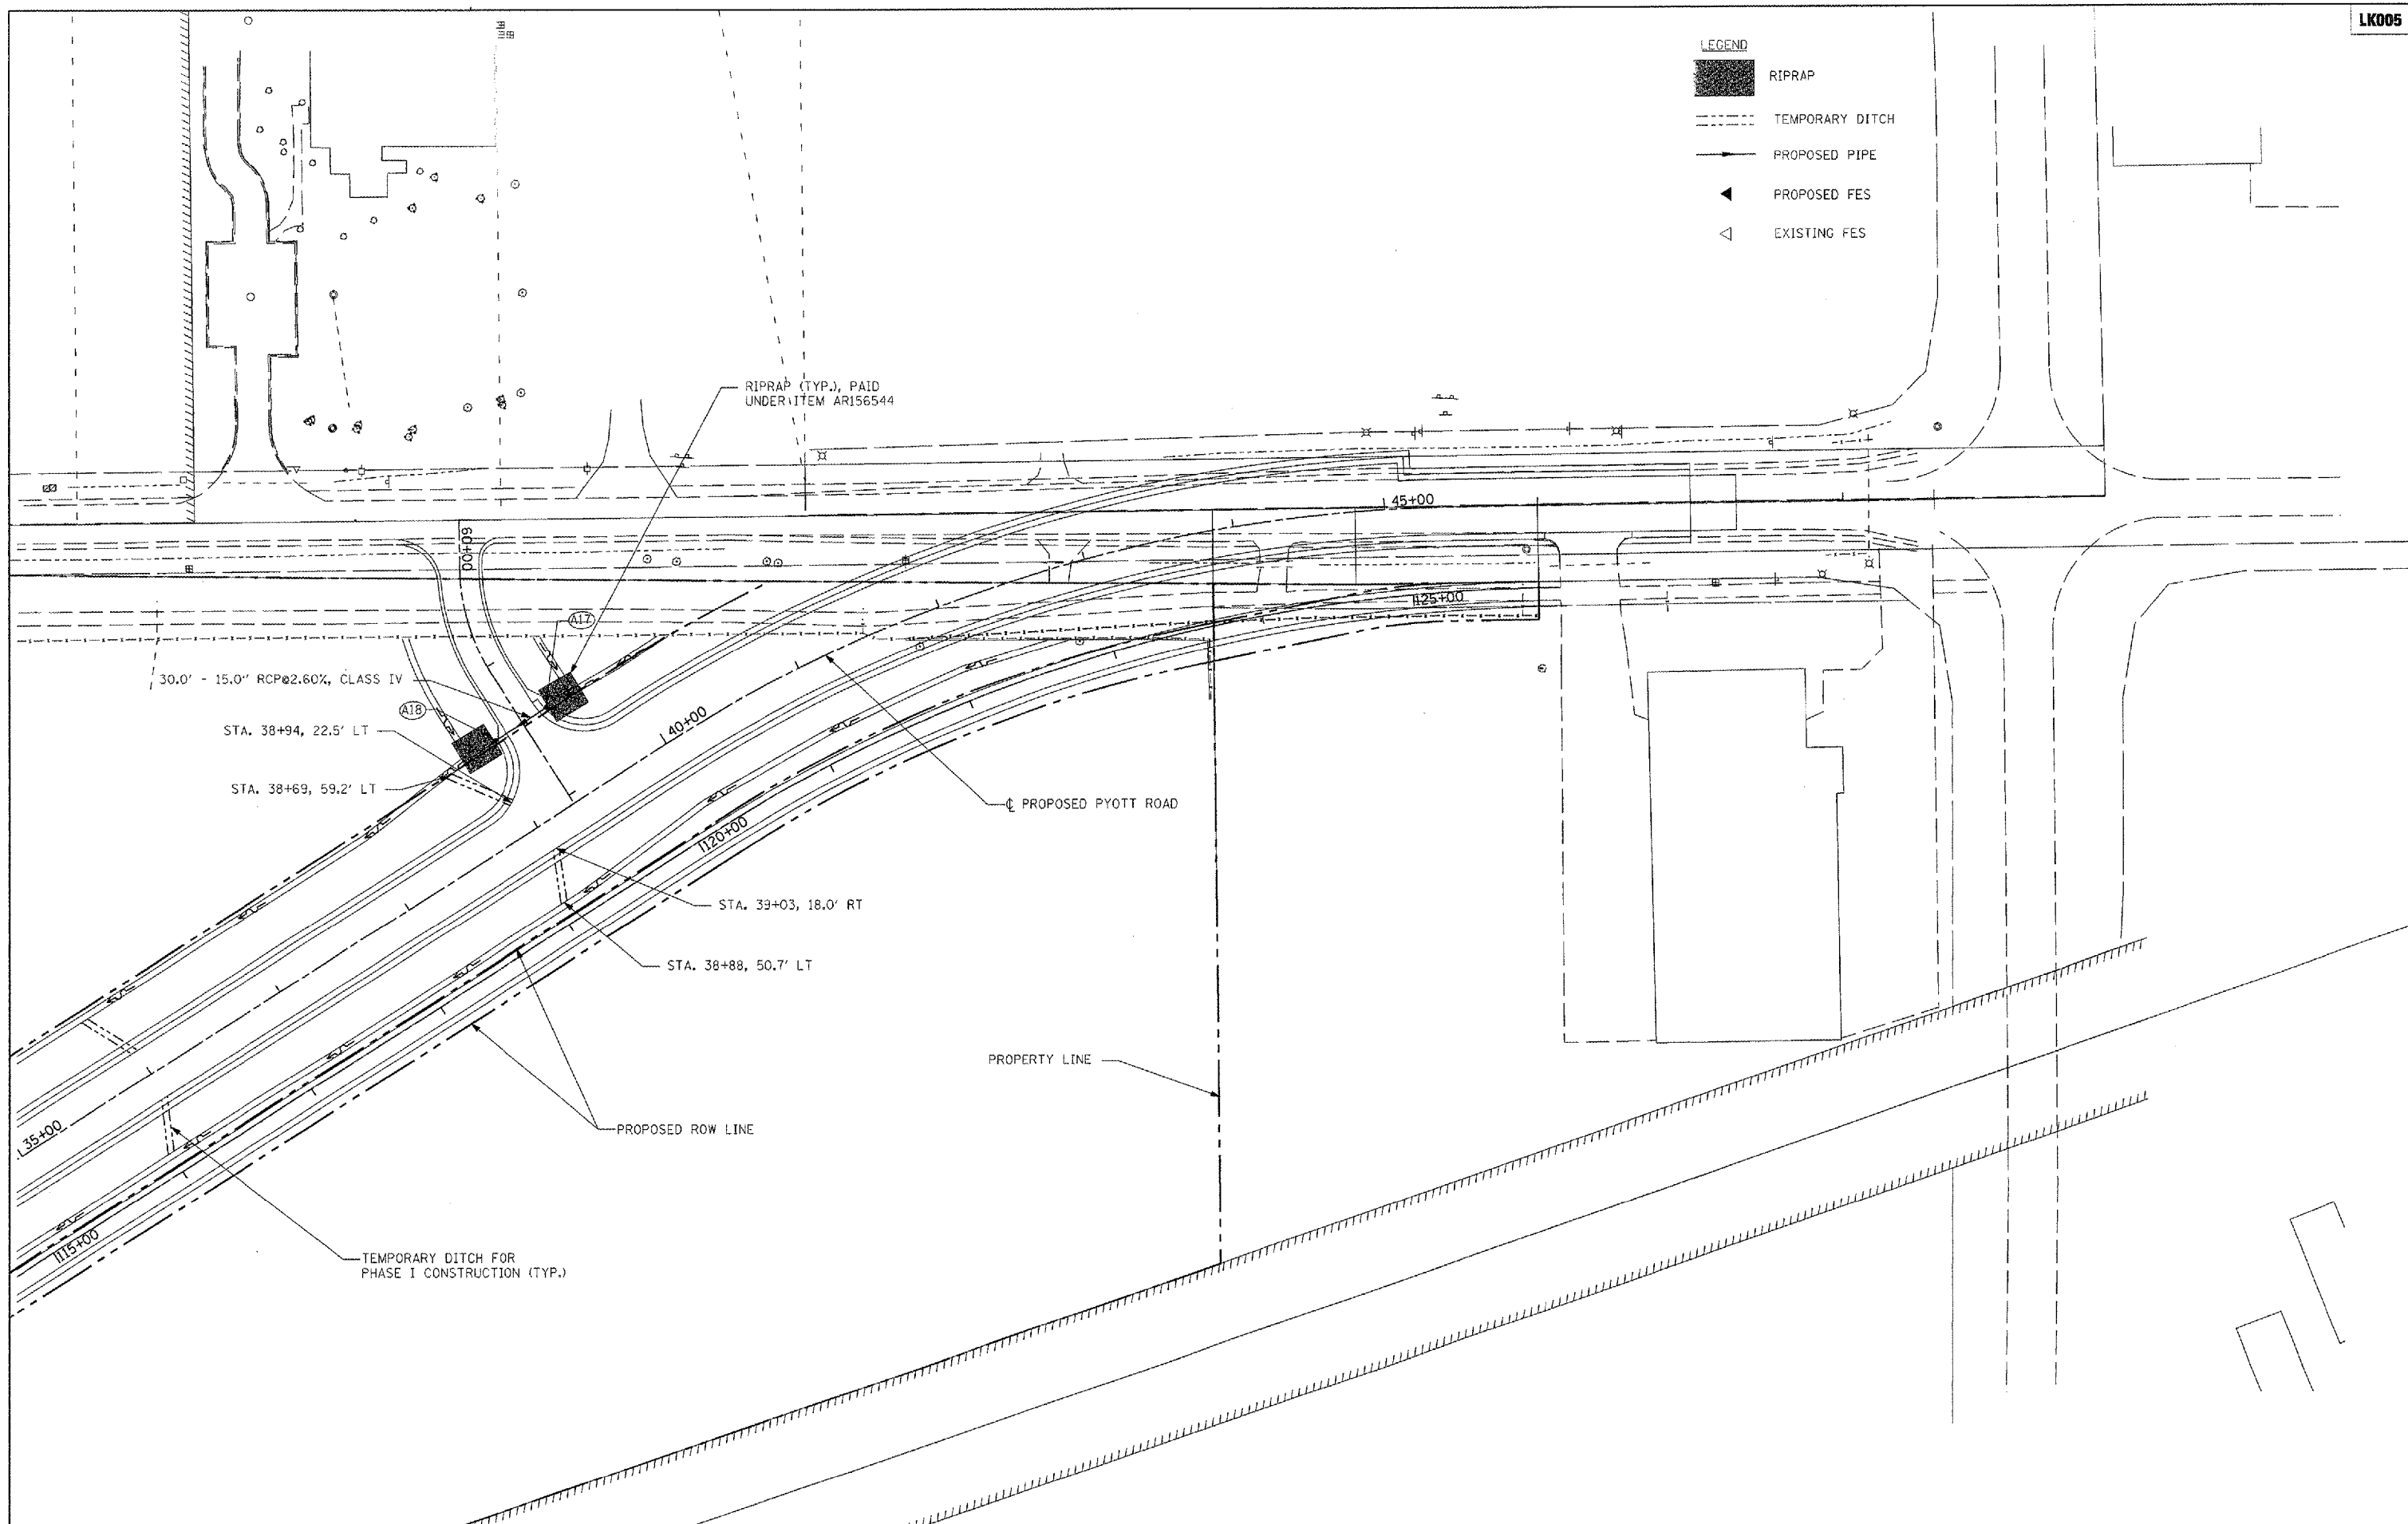 LK005
LEGEND
RIPRAP
TEMPORARY DITCH
PROPOSED PIPE
PROPOSED FES
EXISTING FES
RIPRAP (TYP.), PAID
UNDER ITEM AR156544
45+00
60+00
125+00
A17
30.0' - 15.0" RCP@2.60%, CLASS IV
A18
40+00
STA. 38+94, 22.5' LT
STA. 38+69, 59.2' LT
℄ PROPOSED PYOTT ROAD
120+00
STA. 39+03, 18.0' RT
STA. 38+88, 50.7' LT
PROPERTY LINE
PROPOSED ROW LINE
35+00
115+00
TEMPORARY DITCH FOR
PHASE I CONSTRUCTION (TYP.)